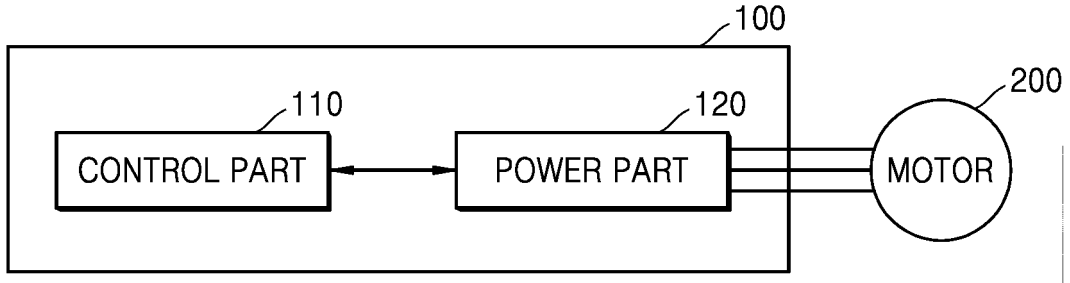 100
110
120
200
CONTROL PART
POWER PART
MOTOR